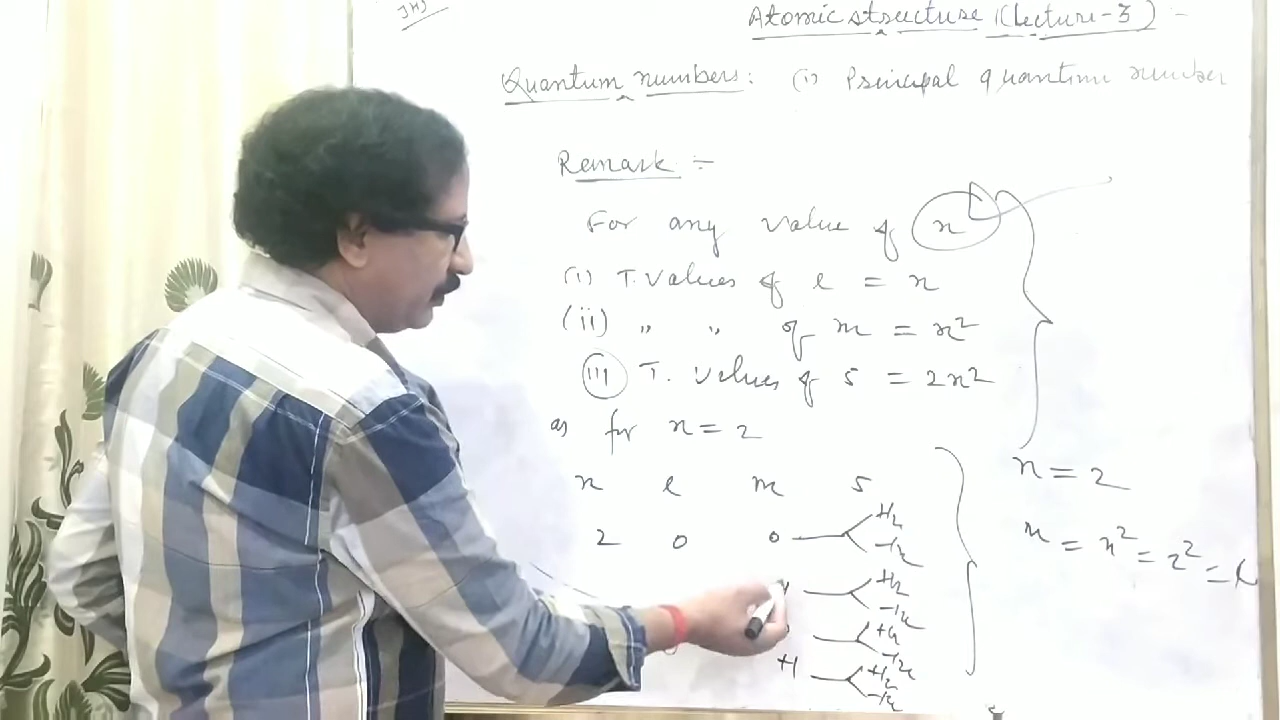 Atomic structure (Lecture-3)
Quantum numbers: (i) Principal quantum number
Remark :-
For any value of n
(i) T. Values of l = n
(ii) " " of m = n²
(iii) T. Values of s = 2n²
as for n = 2
n l m s
2 0 0 +1/2
-1/2
+1/2
-1/2
+1/2
-1/2
+1 +1/2
-1/2
n = 2
m = n² = 2² =